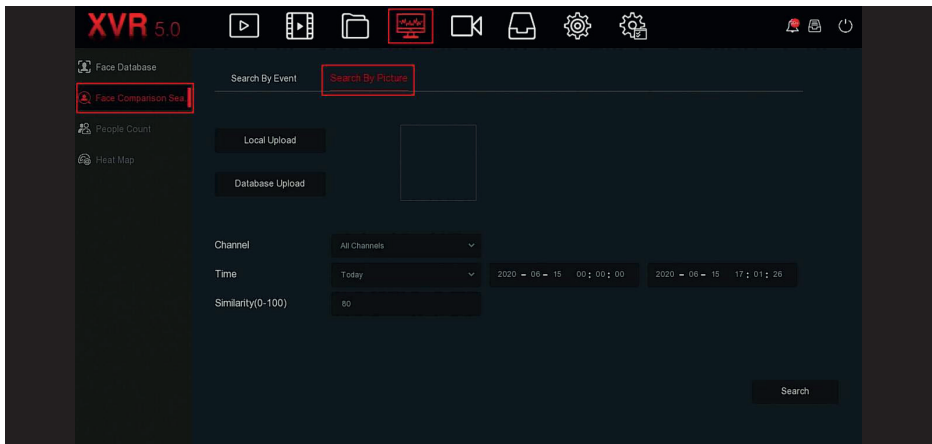 XVR 5.0
Face Database
Face Comparison Sea
People Count
Heat Map
Search By Event
Search By Picture
Local Upload
Database Upload
Channel
All Channels
Time
Today
2020 - 06 - 15 00 : 00 : 00
2020 - 06 - 15 17 : 01 : 26
Similarity(0-100)
80
Search